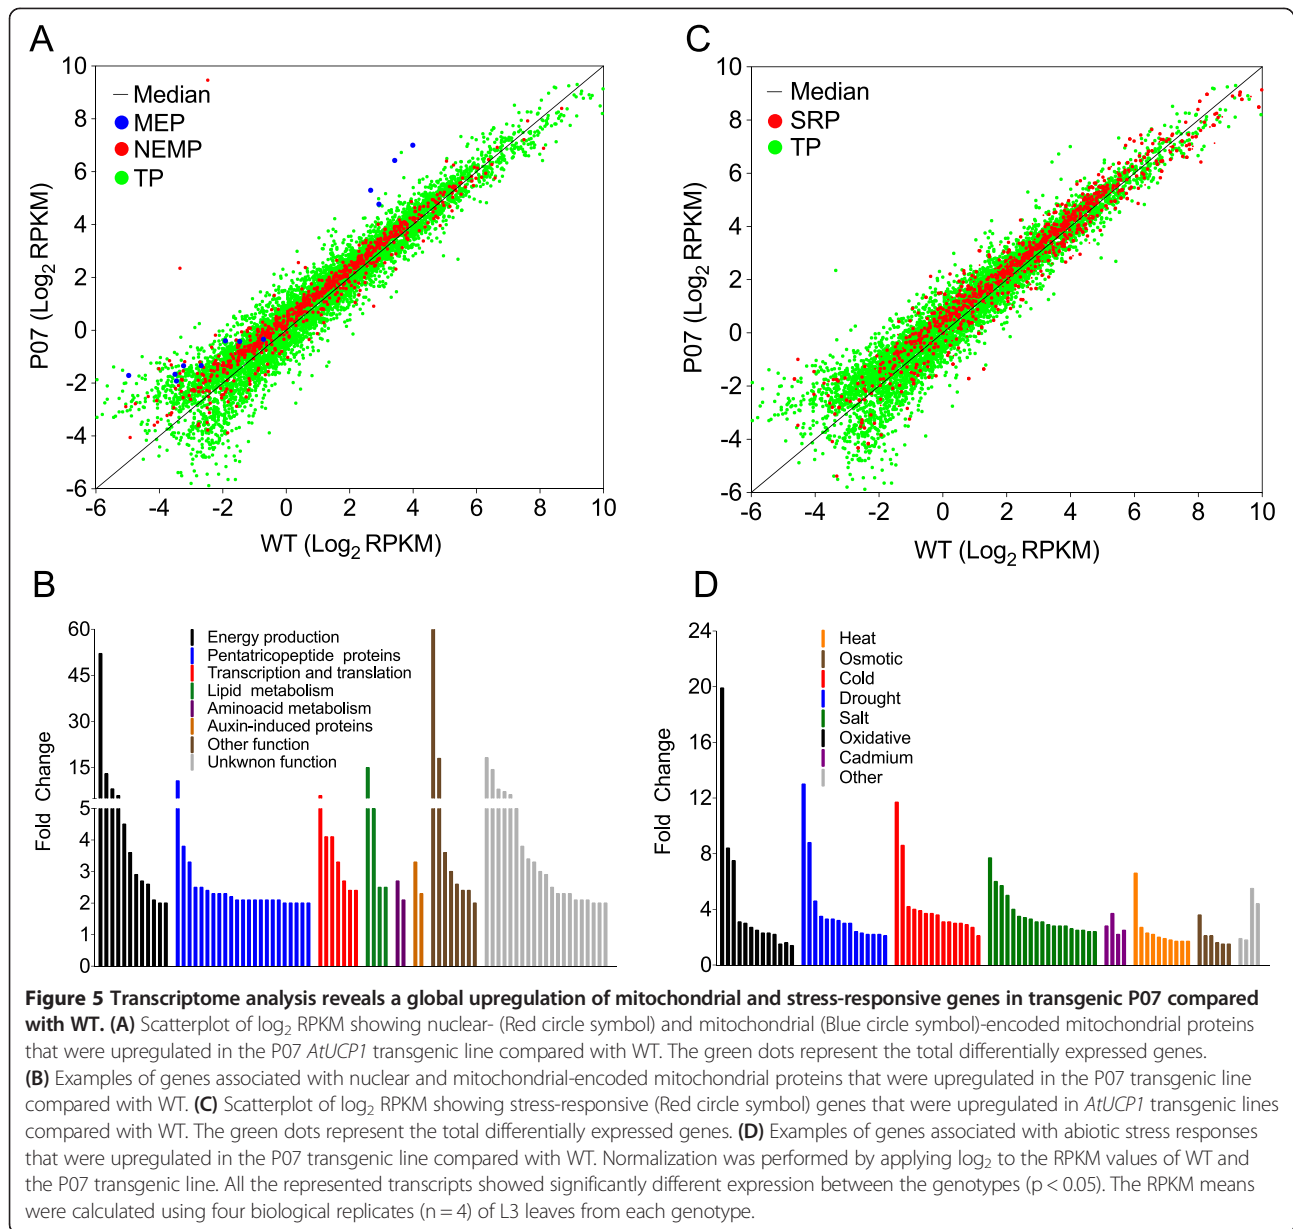 A
10
8
6
4
2
0
-2
-4
-6
P07 (Log2 RPKM)
Median
MEP
NEMP
TP
-6 -4 -2 0 2 4 6 8 10
WT (Log2 RPKM)
C
10
8
6
4
2
0
-2
-4
-6
P07 (Log2 RPKM)
Median
SRP
TP
-6 -4 -2 0 2 4 6 8 10
WT (Log2 RPKM)
B
60
45
30
15
5
4
3
2
1
0
Fold Change
Energy production
Pentatricopeptide proteins
Transcription and translation
Lipid metabolism
Aminoacid metabolism
Auxin-induced proteins
Other function
Unkwnon function
D
24
20
16
12
8
4
0
Fold Change
Heat
Osmotic
Cold
Drought
Salt
Oxidative
Cadmium
Other
Figure 5 Transcriptome analysis reveals a global upregulation of mitochondrial and stress-responsive genes in transgenic P07 compared
with WT. (A) Scatterplot of log2 RPKM showing nuclear- (Red circle symbol) and mitochondrial (Blue circle symbol)-encoded mitochondrial proteins
that were upregulated in the P07 AtUCP1 transgenic line compared with WT. The green dots represent the total differentially expressed genes.
(B) Examples of genes associated with nuclear and mitochondrial-encoded mitochondrial proteins that were upregulated in the P07 transgenic line
compared with WT. (C) Scatterplot of log2 RPKM showing stress-responsive (Red circle symbol) genes that were upregulated in AtUCP1 transgenic lines
compared with WT. The green dots represent the total differentially expressed genes. (D) Examples of genes associated with abiotic stress responses
that were upregulated in the P07 transgenic line compared with WT. Normalization was performed by applying log2 to the RPKM values of WT and
the P07 transgenic line. All the represented transcripts showed significantly different expression between the genotypes (p < 0.05). The RPKM means
were calculated using four biological replicates (n = 4) of L3 leaves from each genotype.